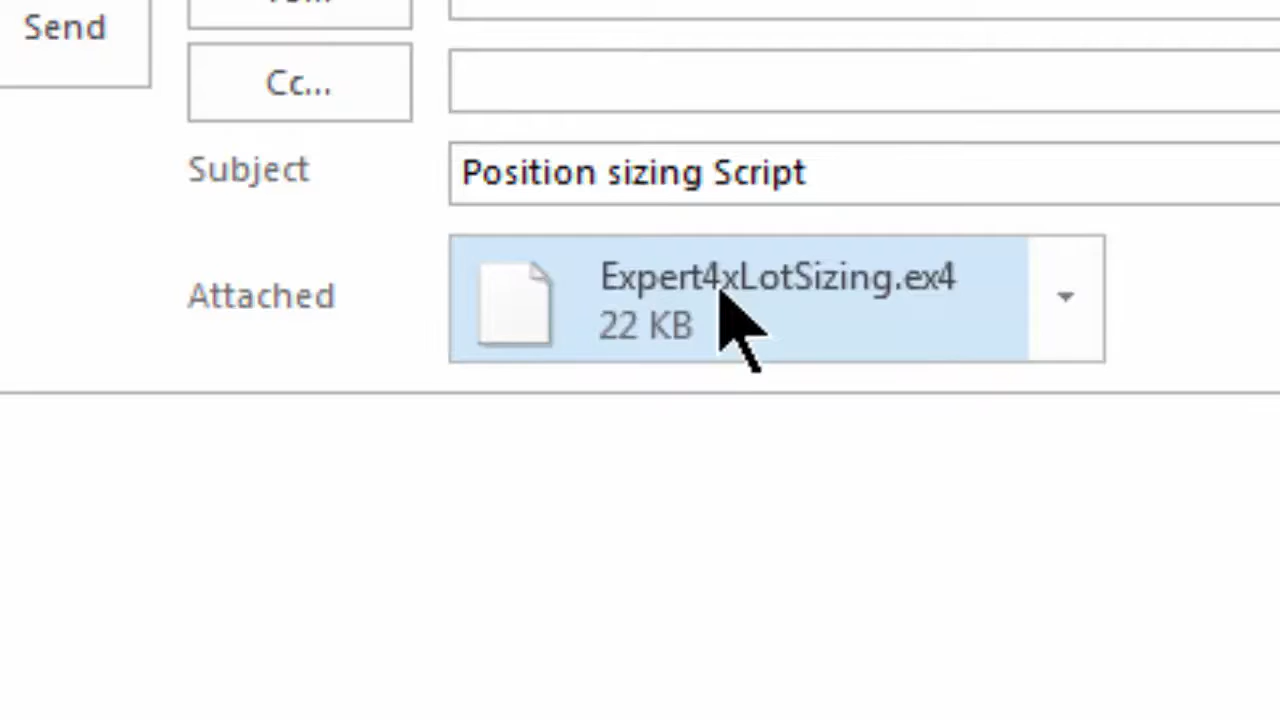 Send
Cc...
Subject
Position sizing Script
Attached
Expert4xLotSizing.ex4
22 KB